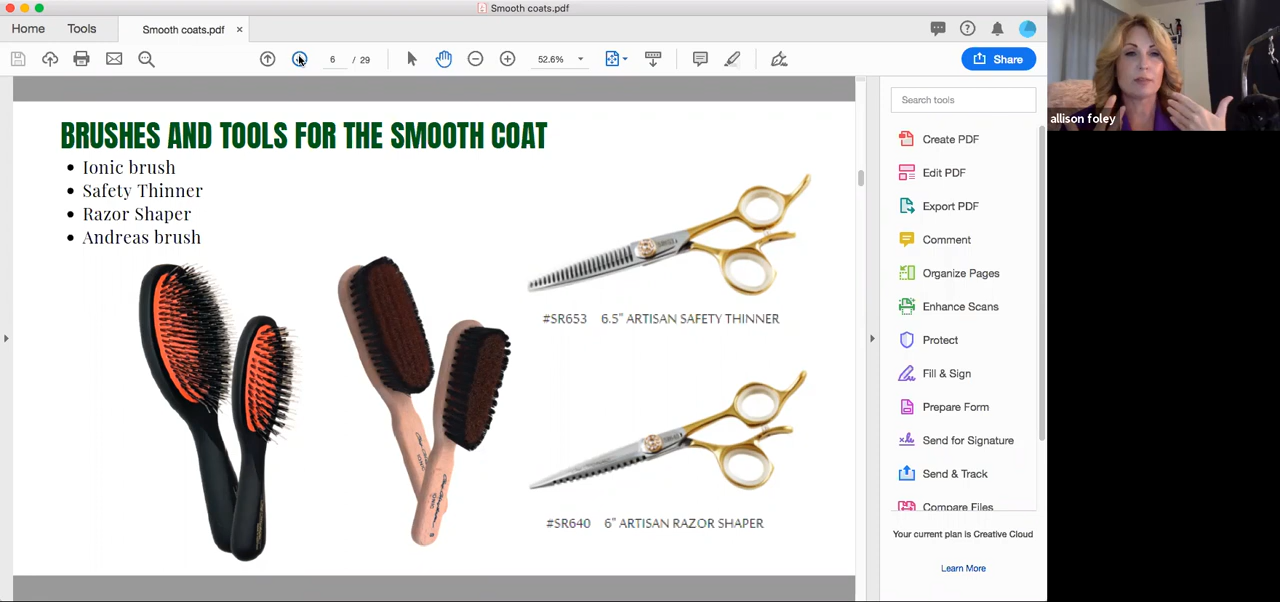 Smooth coats.pdf
Home
Tools
Smooth coats.pdf
6 / 29
52.6%
Share
allison foley
BRUSHES AND TOOLS FOR THE SMOOTH COAT
Ionic brush
Safety Thinner
Razor Shaper
Andreas brush
#SR653 6.5" ARTISAN SAFETY THINNER
#SR640 6" ARTISAN RAZOR SHAPER
Search tools
Create PDF
Edit PDF
Export PDF
Comment
Organize Pages
Enhance Scans
Protect
Fill & Sign
Prepare Form
Send for Signature
Send & Track
Compare Files
Your current plan is Creative Cloud
Learn More